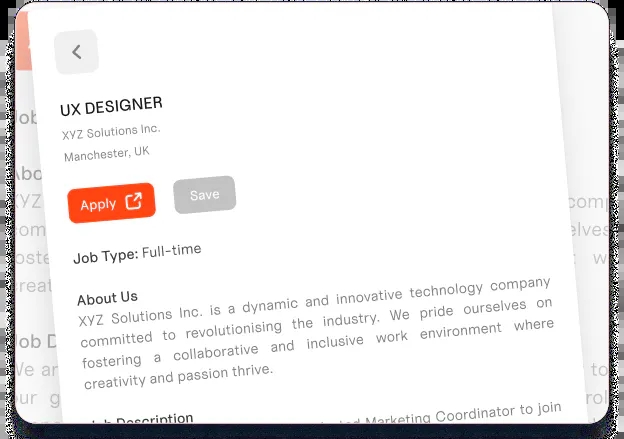 UX DESIGNER
XYZ Solutions Inc.
Manchester, UK
Apply
Save
Job Type: Full-time
About Us
XYZ Solutions Inc. is a dynamic and innovative technology company
committed to revolutionising the industry. We pride ourselves on
fostering a collaborative and inclusive work environment where
creativity and passion thrive.
Job Description
Marketing Coordinator to join